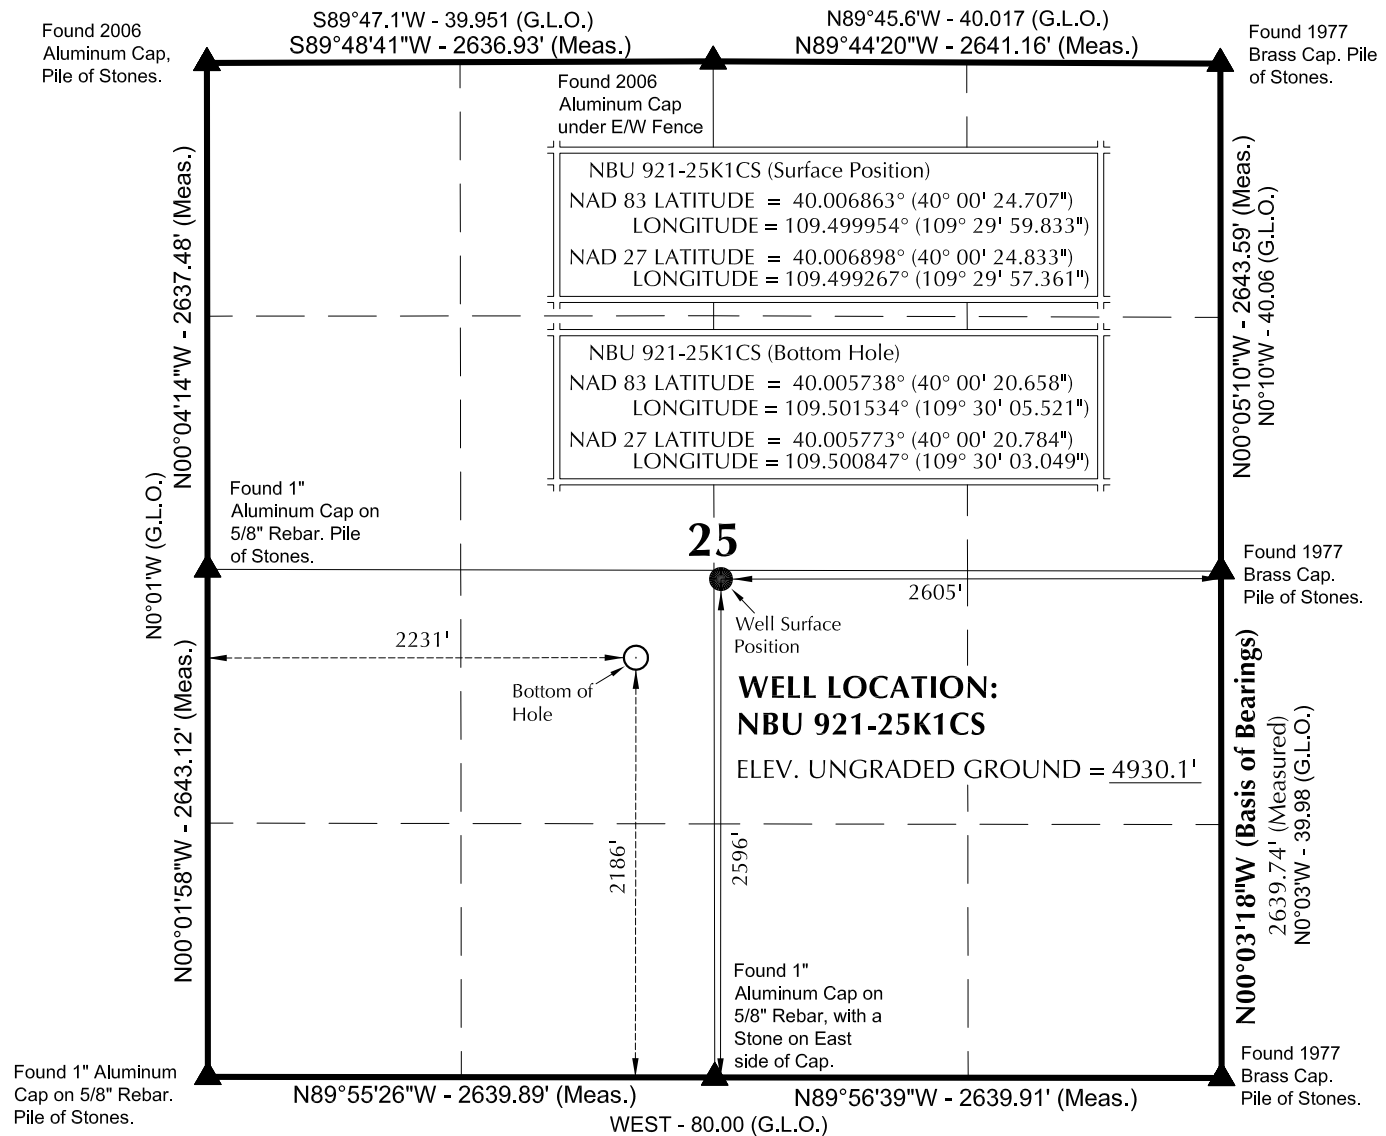 S89°47.1'W - 39.951 (G.L.O.)
S89°48'41"W - 2636.93' (Meas.)
N89°45.6'W - 40.017 (G.L.O.)
N89°44'20"W - 2641.16' (Meas.)
Found 2006
Aluminum Cap,
Pile of Stones.
Found 1977
Brass Cap. Pile
of Stones.
Found 2006
Aluminum Cap
under E/W Fence
NBU 921-25K1CS (Surface Position)
NAD 83 LATITUDE = 40.006863° (40° 00' 24.707")
LONGITUDE = 109.499954° (109° 29' 59.833")
NAD 27 LATITUDE = 40.006898° (40° 00' 24.833")
LONGITUDE = 109.499267° (109° 29' 57.361")
NBU 921-25K1CS (Bottom Hole)
NAD 83 LATITUDE = 40.005738° (40° 00' 20.658")
LONGITUDE = 109.501534° (109° 30' 05.521")
NAD 27 LATITUDE = 40.005773° (40° 00' 20.784")
LONGITUDE = 109.500847° (109° 30' 03.049")
N00°04'14"W - 2637.48' (Meas.)
N00°05'10"W - 2643.59' (Meas.)
N0°10'W - 40.06 (G.L.O.)
Found 1"
Aluminum Cap on
5/8" Rebar. Pile
of Stones.
N0°01'W (G.L.O.)
25
Found 1977
Brass Cap.
Pile of Stones.
2605'
Well Surface
Position
2231'
Bottom of
Hole
WELL LOCATION:
NBU 921-25K1CS
ELEV. UNGRADED GROUND = 4930.1'
N00°01'58"W - 2643.12' (Meas.)
2186'
2596'
N00°03'18"W (Basis of Bearings)
2639.74' (Measured)
N0°03'W - 39.98 (G.L.O.)
Found 1"
Aluminum Cap on
5/8" Rebar, with a
Stone on East
side of Cap.
Found 1" Aluminum
Cap on 5/8" Rebar.
Pile of Stones.
Found 1977
Brass Cap.
Pile of Stones.
N89°55'26"W - 2639.89' (Meas.)
N89°56'39"W - 2639.91' (Meas.)
WEST - 80.00 (G.L.O.)